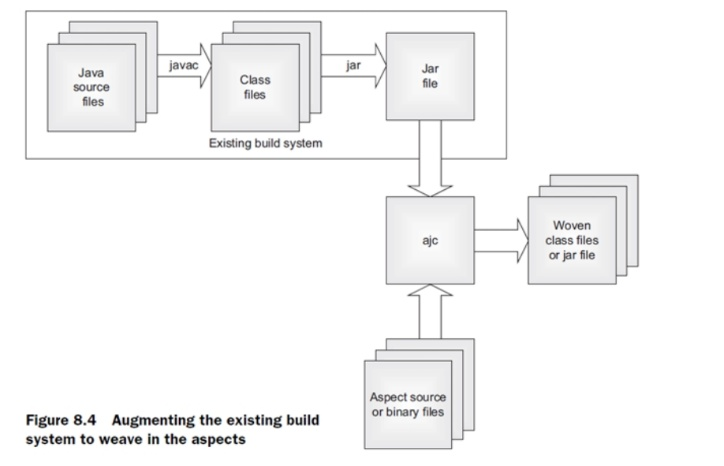 Java
source
files
javac
Class
files
jar
Jar
file
Existing build system
ajc
Woven
class files
or jar file
Aspect source
or binary files
Figure 8.4 Augmenting the existing build
system to weave in the aspects